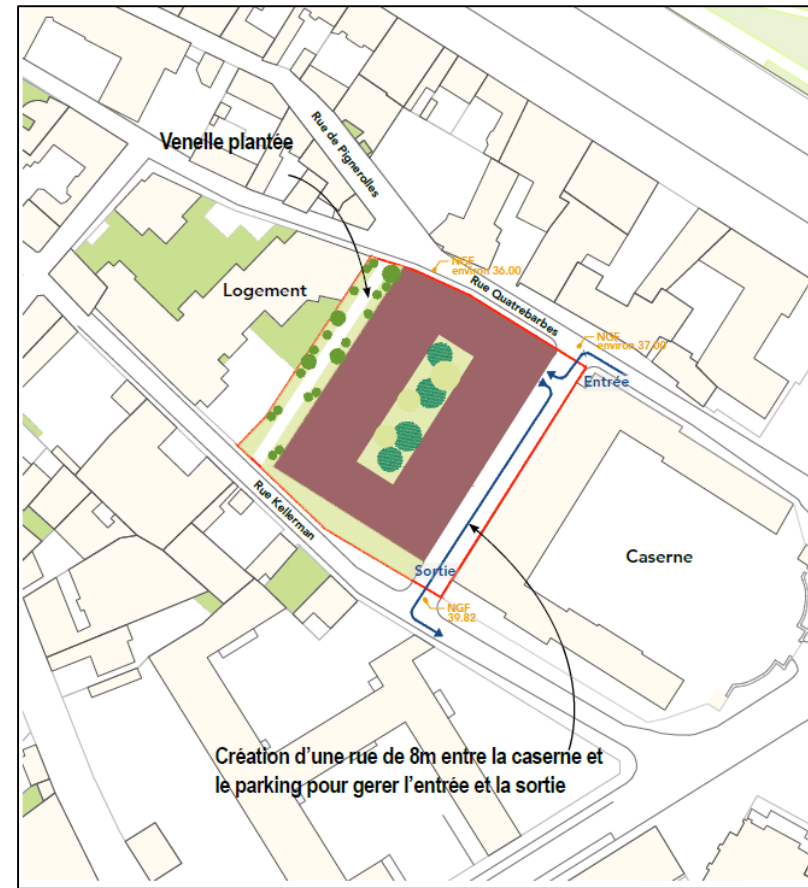 Rue de Pignerolles
Venelle plantée
NGF
environ 36.00
Logement
Rue Quatrebarbes
NGF
environ 37.00
Entrée
Rue Kellerman
Caserne
Sortie
NGF
39.82
Création d'une rue de 8m entre la caserne et
le parking pour gerer l'entrée et la sortie